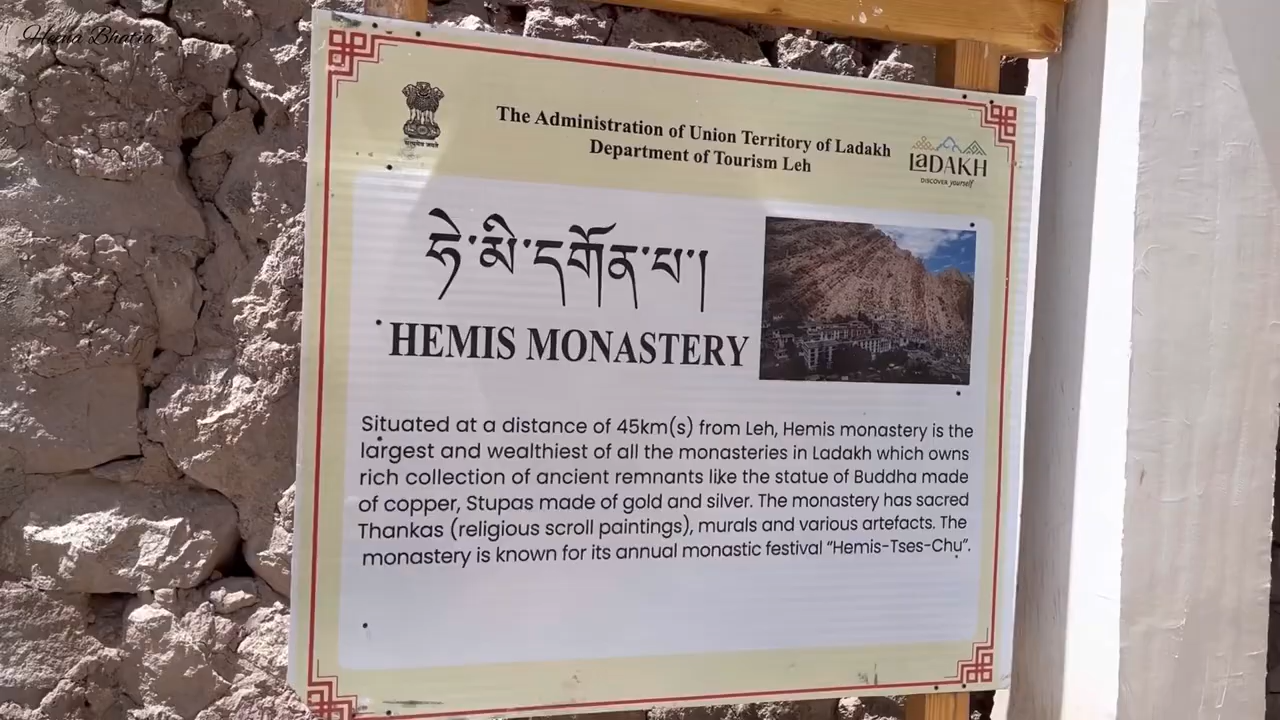 Heena Bhatia
सत्यमेव जयते
The Administration of Union Territory of Ladakh
Department of Tourism Leh
LaDAKH
DISCOVER yourself
ཧེ་མི་དགོན་པ་།
HEMIS MONASTERY
Situated at a distance of 45km(s) from Leh, Hemis monastery is the
largest and wealthiest of all the monasteries in Ladakh which owns
rich collection of ancient remnants like the statue of Buddha made
of copper, Stupas made of gold and silver. The monastery has sacred
Thankas (religious scroll paintings), murals and various artefacts. The
monastery is known for its annual monastic festival “Hemis-Tses-Chu”.